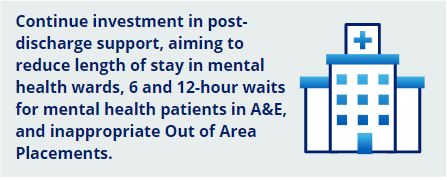 Continue investment in post-
discharge support, aiming to
reduce length of stay in mental
health wards, 6 and 12-hour waits
for mental health patients in A&E,
and inappropriate Out of Area
Placements.